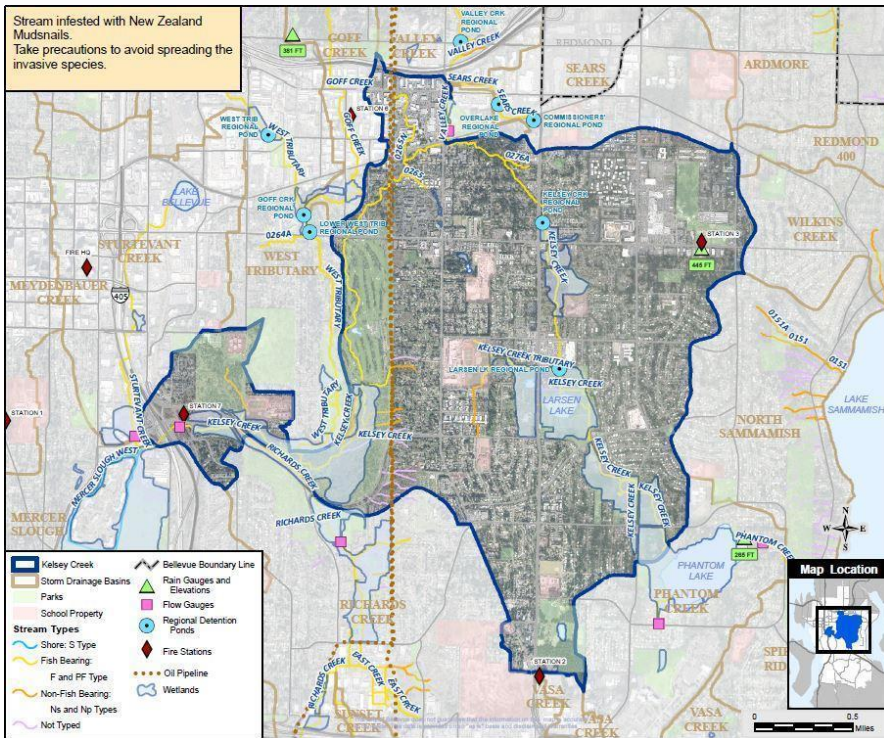 Stream infested with New Zealand
Mudsnails.
Take precautions to avoid spreading the
invasive species.
381 FT
GOFF
CREEK
VALLEY
CREEK
VALLEY CRK
REGIONAL
POND
VALLEY CREEK
REDMOND
SEARS
CREEK
ARDMORE
GOFF CREEK
SEARS CREEK
STATION 6
GOFF CREEK
VALLEY CREEK
SEARS CREEK
OVERLAKE
REGIONAL
POND
COMMISSIONERS'
REGIONAL POND
WEST TRIB
REGIONAL
POND
WEST TRIBUTARY
REDMOND
400
0265N
0265
0276A
LAKE
BELLEVUE
GOFF CRK
REGIONAL
POND
LOWER WEST TRIB
REGIONAL POND
KELSEY CRK
REGIONAL
POND
WILKINS
CREEK
0264A
STURTEVANT
CREEK
WEST
TRIBUTARY
KELSEY CREEK
STATION 3
445 FT
FIRE HQ
MEYDENBAUER
CREEK
405
WEST TRIBUTARY
0151A
0151
0151
KELSEY CREEK TRIBUTARY
LARSEN LK REGIONAL POND
KELSEY CREEK
LARSEN
LAKE
LAKE
SAMMAMISH
STURTEVANT CREEK
STATION 1
STATION 7
KELSEY CREEK
WEST TRIBUTARY
KELSEY CREEK
KELSEY CREEK
NORTH
SAMMAMISH
RICHARDS CREEK
MERCER SLOUGH WEST
KELSEY CREEK
KELSEY CREEK
KELSEY CREEK
MERCER
SLOUGH
RICHARDS CREEK
PHANTOM CREEK
265 FT
PHANTOM
LAKE
PHANTOM
CREEK
RICHARDS
CREEK
RICHARDS CREEK
EAST CREEK
EAST CREEK
SUNSET
CREEK
STATION 2
VASA
CREEK
VASA
CREEK
VASA
CREEK
Kelsey Creek
Storm Drainage Basins
Parks
School Property
Stream Types
Shore: S Type
Fish Bearing:
F and PF Type
Non-Fish Bearing:
Ns and Np Types
Not Typed
Bellevue Boundary Line
Rain Gauges and
Elevations
Flow Gauges
Regional Detention
Ponds
Fire Stations
Oil Pipeline
Wetlands
N
W
E
S
Map Location
0.5
0
0.5
Miles